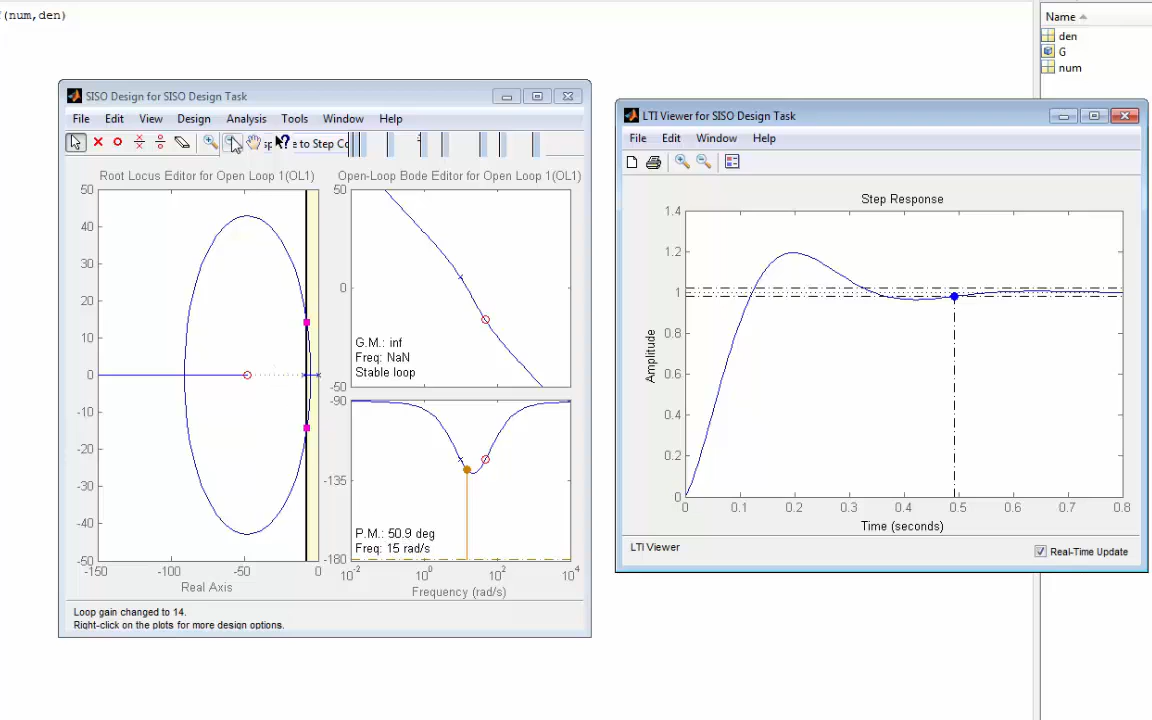 (num,den)
Name
den
G
num
SISO Design for SISO Design Task
File Edit View Design Analysis Tools Window Help
e to Step Co
Root Locus Editor for Open Loop 1(OL1)
50
40
30
20
10
0
-10
-20
-30
-40
-50
-150 -100 -50 0
Real Axis
Open-Loop Bode Editor for Open Loop 1(OL1)
50
0
-50
G.M.: inf
Freq: NaN
Stable loop
-90
-135
-180
P.M.: 50.9 deg
Freq: 15 rad/s
10^-2 10^0 10^2 10^4
Frequency (rad/s)
Loop gain changed to 14.
Right-click on the plots for more design options.
LTI Viewer for SISO Design Task
File Edit Window Help
Step Response
1.4
1.2
1
0.8
0.6
0.4
0.2
0
Amplitude
0 0.1 0.2 0.3 0.4 0.5 0.6 0.7 0.8
Time (seconds)
LTI Viewer
Real-Time Update